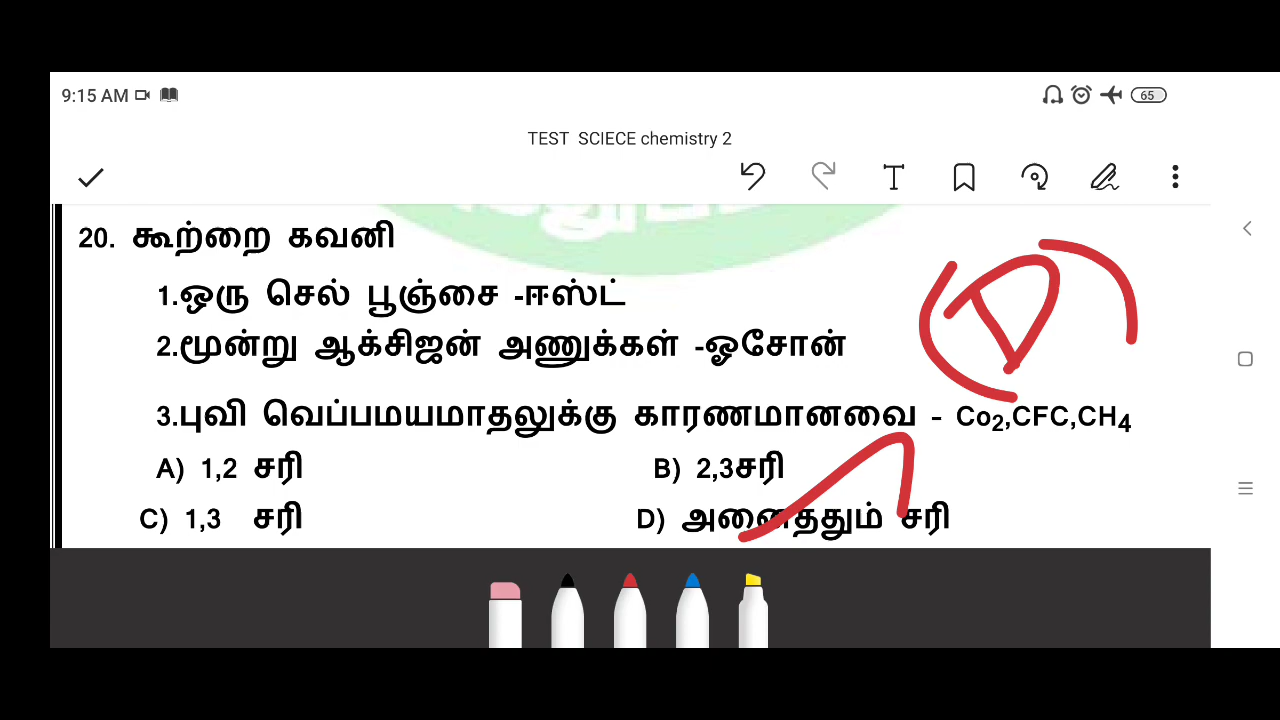 9:15 AM
65
TEST SCIECE chemistry 2
20. கூற்றை கவனி
1.ஒரு செல் பூஞ்சை -ஈஸ்ட்
2.மூன்று ஆக்சிஜன் அணுக்கள் -ஓசோன்
D
3.புவி வெப்பமயமாதலுக்கு காரணமானவை - Co₂,CFC,CH₄
A) 1,2 சரி B) 2,3சரி
C) 1,3 சரி D) அனைத்தும் சரி